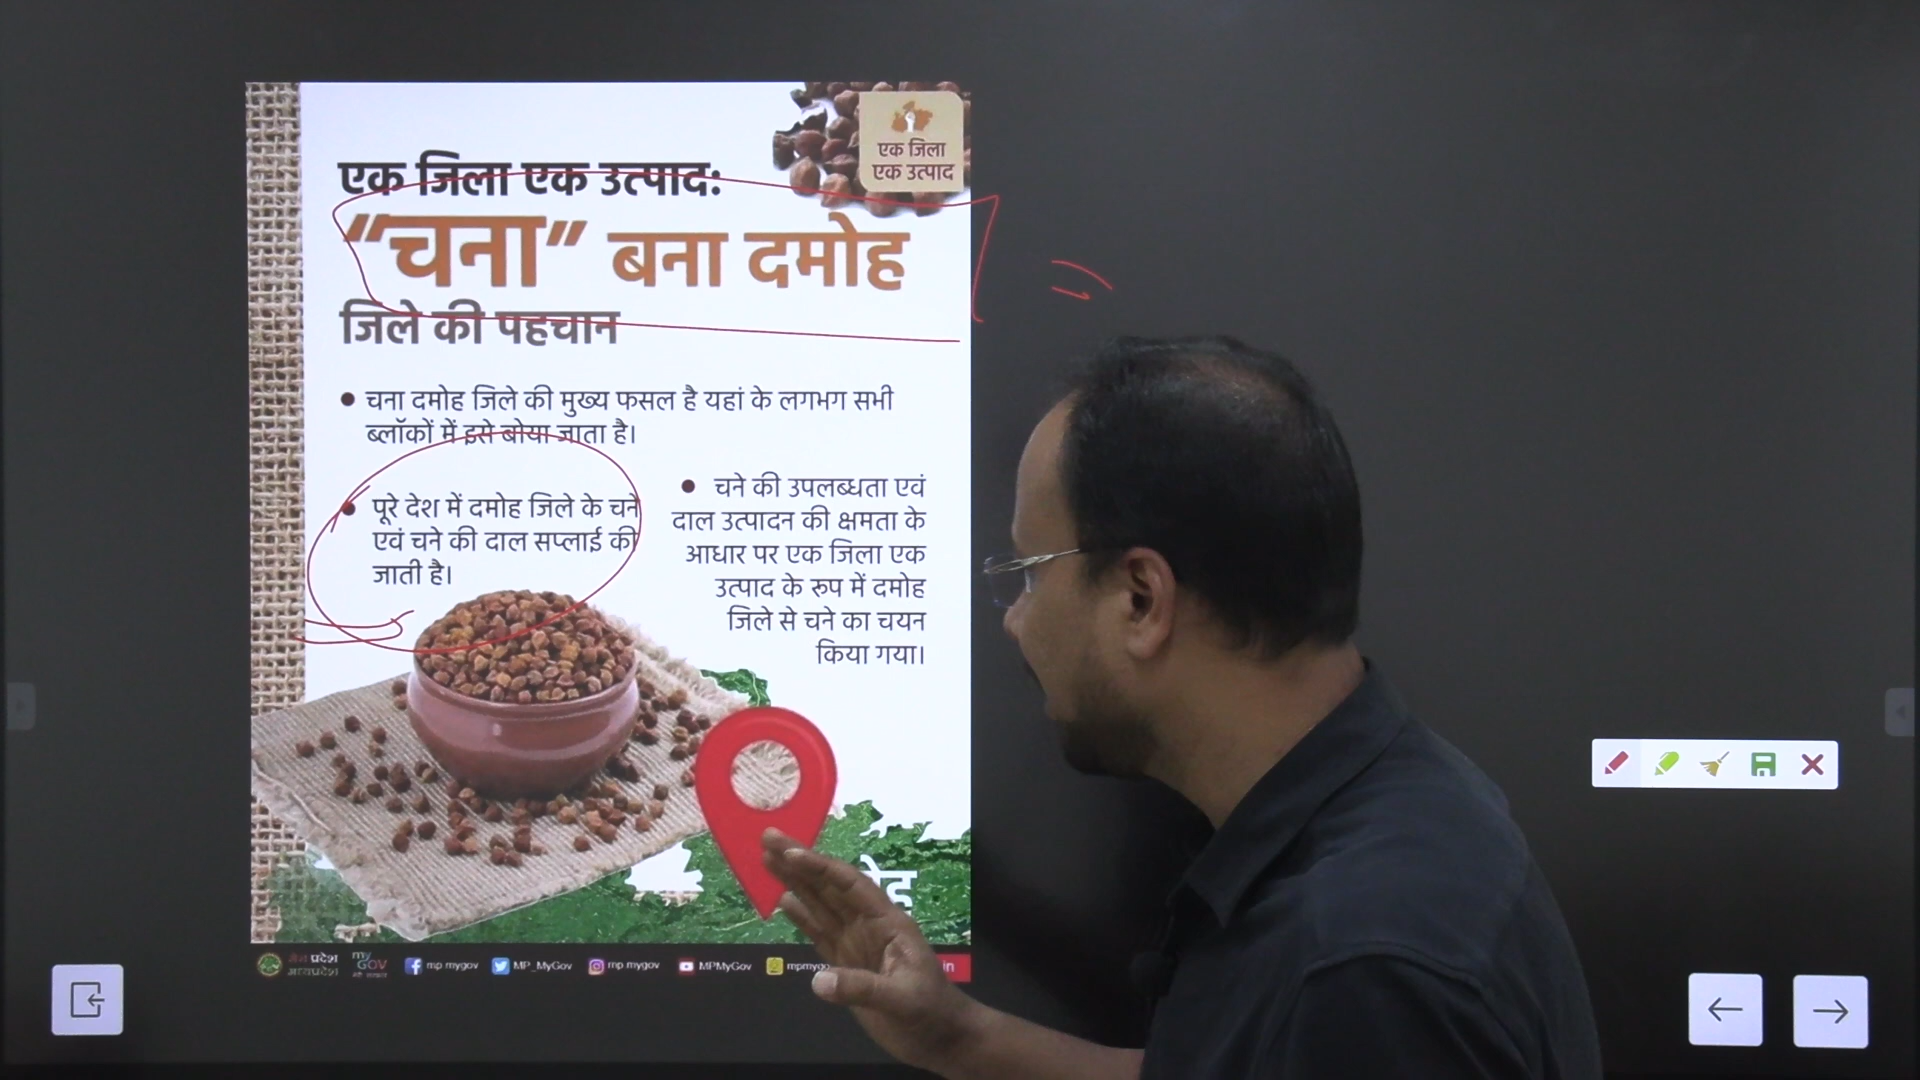 एक जिला
एक उत्पाद
एक जिला एक उत्पाद:
“चना” बना दमोह
जिले की पहचान
• चना दमोह जिले की मुख्य फसल है यहां के लगभग सभी
ब्लॉकों में इसे बोया जाता है।
• पूरे देश में दमोह जिले के चने
एवं चने की दाल सप्लाई की
जाती है।
• चने की उपलब्धता एवं
दाल उत्पादन की क्षमता के
आधार पर एक जिला एक
उत्पाद के रूप में दमोह
जिले से चने का चयन
किया गया।
my GOV mp.mygov MP_MyGov mp.mygov MPMyGov